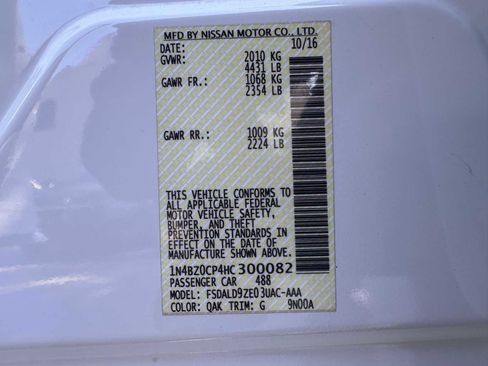 MFD BY NISSAN MOTOR CO., LTD.
DATE: 10/16
GVWR: 2010 KG
4431 LB
GAWR FR.: 1068 KG
2354 LB
GAWR RR.: 1009 KG
2224 LB
THIS VEHICLE CONFORMS TO
ALL APPLICABLE FEDERAL
MOTOR VEHICLE SAFETY,
BUMPER, AND THEFT
PREVENTION STANDARDS IN
EFFECT ON THE DATE OF
MANUFACTURE SHOWN ABOVE.
1N4BZ0CP4HC300082
PASSENGER CAR 488
MODEL: FSDALD9ZE03UAC-AAA
COLOR: QAK TRIM: G 9N00A